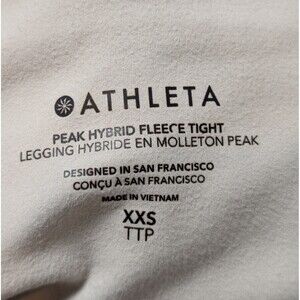 ATHLETA
PEAK HYBRID FLEECE TIGHT
LEGGING HYBRIDE EN MOLLETON PEAK
DESIGNED IN SAN FRANCISCO
CONÇU À SAN FRANCISCO
MADE IN VIETNAM
XXS
TTP